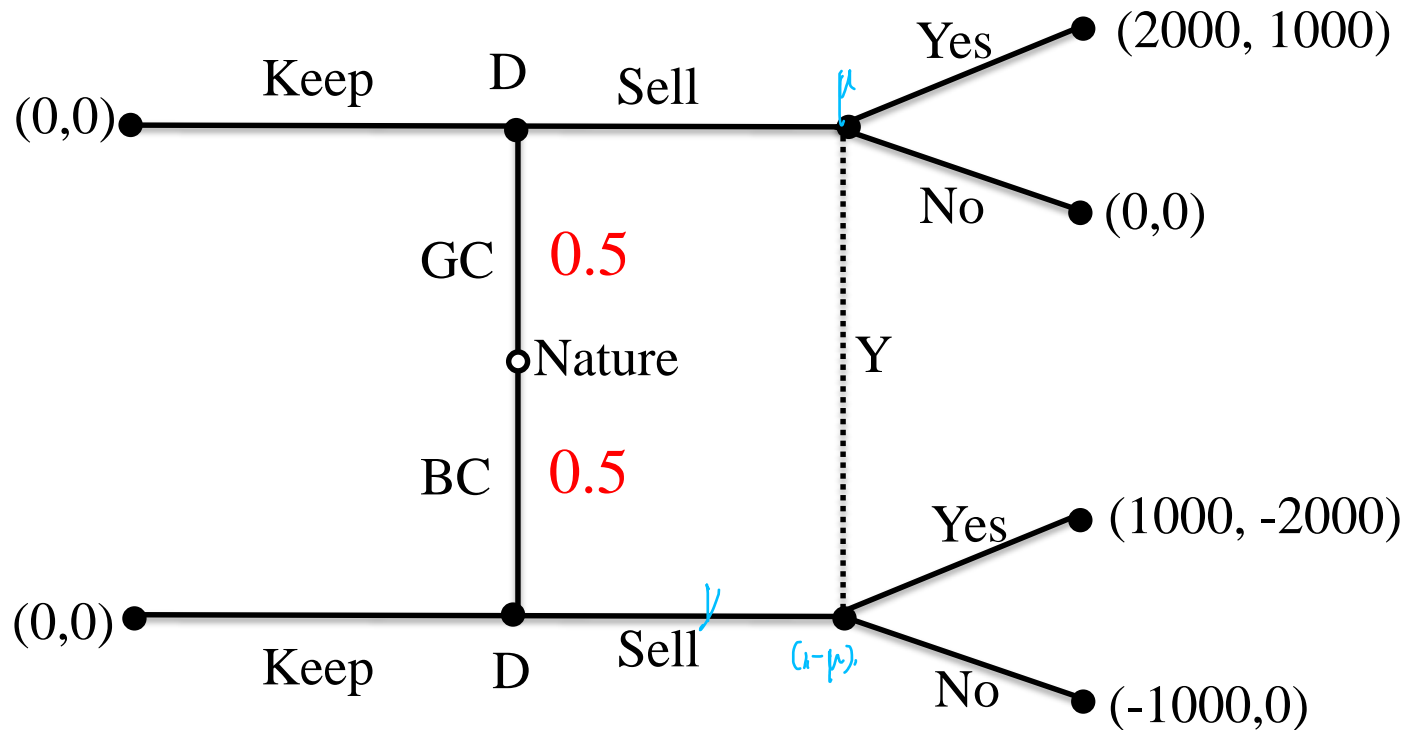 Yes (2000, 1000)
Keep D Sell μ
(0,0)
No (0,0)
GC 0.5
Nature Y
BC 0.5
Yes (1000, -2000)
(0,0)
Keep D Sell
No (-1000,0)